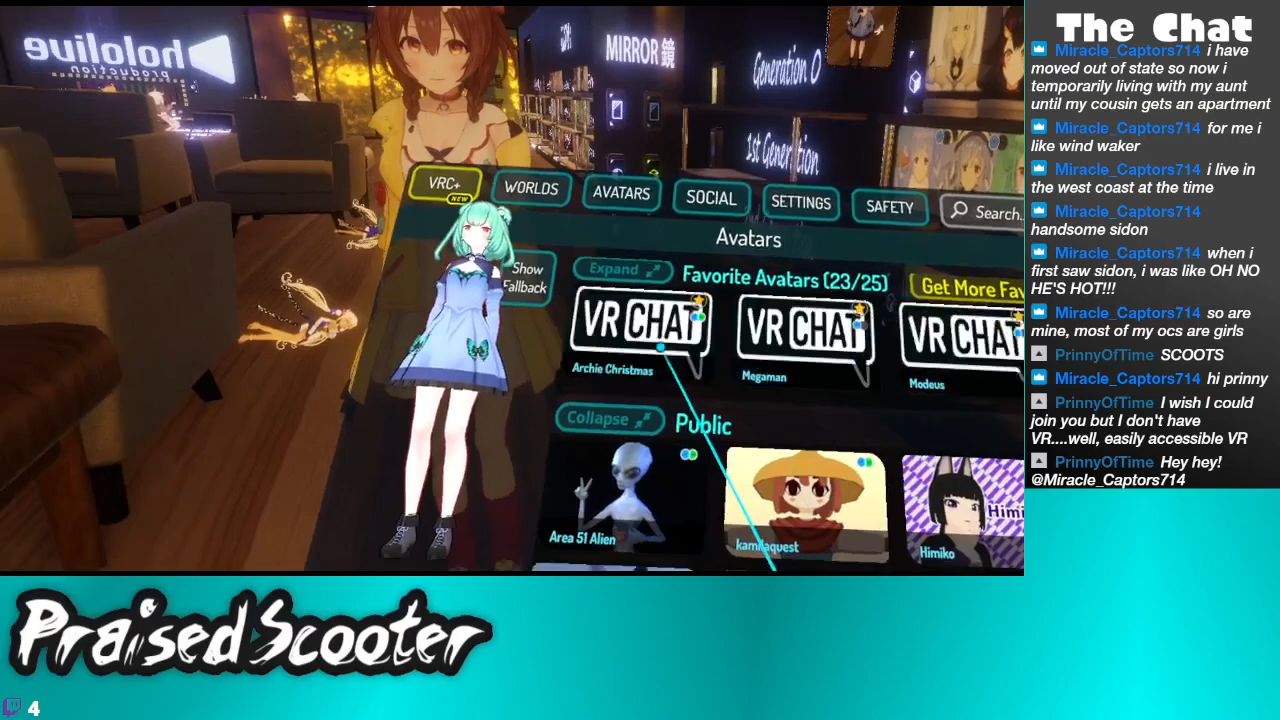 hololive
production
MIRROR 鏡
Generation 0
1st Generation
VRC+
NEW
WORLDS
AVATARS
SOCIAL
SETTINGS
SAFETY
Search.
Avatars
Show
Fallback
Expand
Favorite Avatars (23/25)
Get More Fav
VR CHAT
VR CHAT
VR CHAT
Archie Christmas
Megaman
Modeus
Collapse
Public
Area 51 Alien
Himiko
Himi
The Chat
Miracle_Captors714 i have
moved out of state so now i
temporarily living with my aunt
until my cousin gets an apartment
Miracle_Captors714 for me i
like wind waker
Miracle_Captors714 i live in
the west coast at the time
Miracle_Captors714
handsome sidon
Miracle_Captors714 when i
first saw sidon, i was like OH NO
HE'S HOT!!!
Miracle_Captors714 so are
mine, most of my ocs are girls
PrinnyOfTime SCOOTS
Miracle_Captors714 hi prinny
PrinnyOfTime I wish I could
join you but I don't have
VR....well, easily accessible VR
PrinnyOfTime Hey hey!
@Miracle_Captors714
PraisedScooter
4